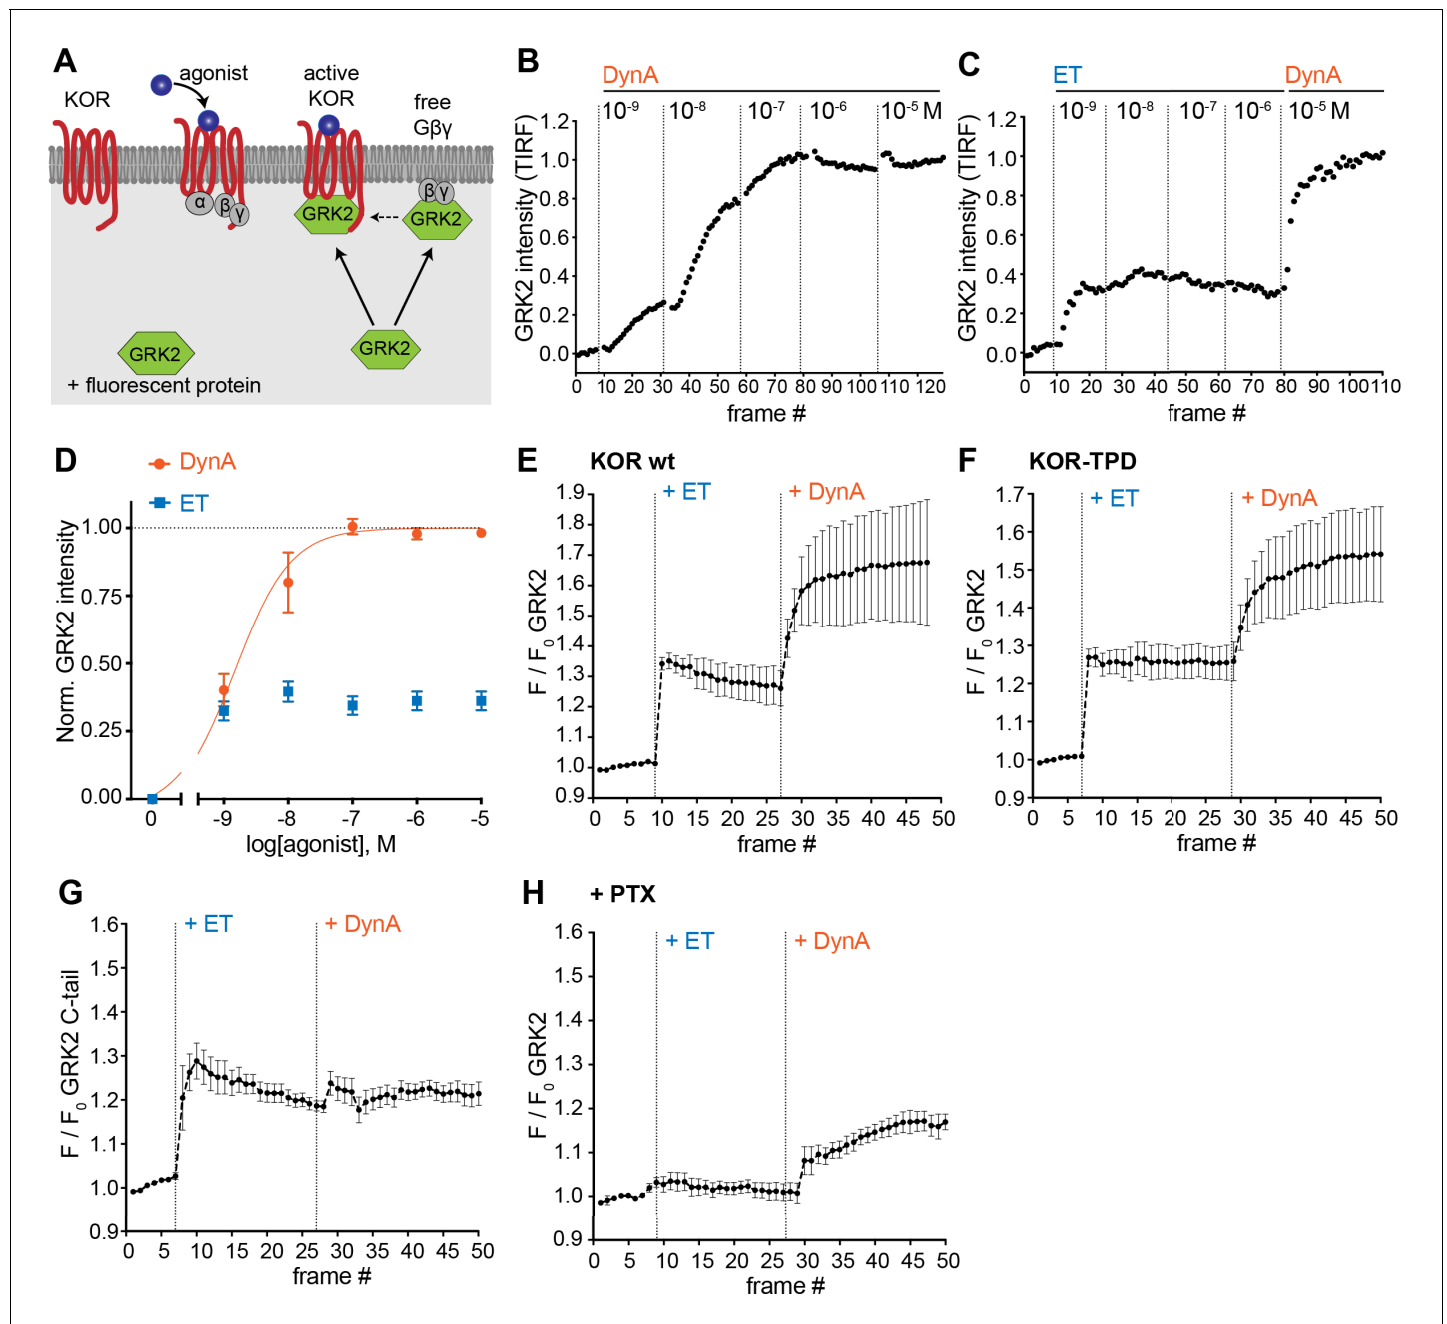 A
KOR
agonist
active
KOR
free
Gβγ
α
β
γ
GRK2
β γ
GRK2
GRK2
GRK2
+ fluorescent protein
B
DynA
10⁻⁹ 10⁻⁸ 10⁻⁷ 10⁻⁶ 10⁻⁵ M
GRK2 intensity (TIRF)
1.2
1.0
0.8
0.6
0.4
0.2
0.0
0 10 20 30 40 50 60 70 80 90 100 120
frame #
C
ET
DynA
10⁻⁹ 10⁻⁸ 10⁻⁷ 10⁻⁶ 10⁻⁵ M
GRK2 intensity (TIRF)
1.2
1.0
0.8
0.6
0.4
0.2
0.0
0 10 20 30 40 50 60 70 80 90 100 110
frame #
D
DynA
ET
Norm. GRK2 intensity
1.00
0.75
0.50
0.25
0.00
0 -9 -8 -7 -6 -5
log[agonist], M
E
KOR wt
+ ET
+ DynA
F / F₀ GRK2
1.9
1.8
1.7
1.6
1.5
1.4
1.3
1.2
1.1
1.0
0.9
0 5 10 15 20 25 30 35 40 45 50
frame #
F
KOR-TPD
+ ET
+ DynA
F / F₀ GRK2
1.7
1.6
1.5
1.4
1.3
1.2
1.1
1.0
0.9
0 5 10 15 20 25 30 35 40 45 50
frame #
G
+ ET
+ DynA
F / F₀ GRK2 C-tail
1.6
1.5
1.4
1.3
1.2
1.1
1.0
0.9
0 5 10 15 20 25 30 35 40 45 50
frame #
H
+ PTX
+ ET
+ DynA
F / F₀ GRK2
1.6
1.5
1.4
1.3
1.2
1.1
1.0
0.9
0 5 10 15 20 25 30 35 40 45 50
frame #